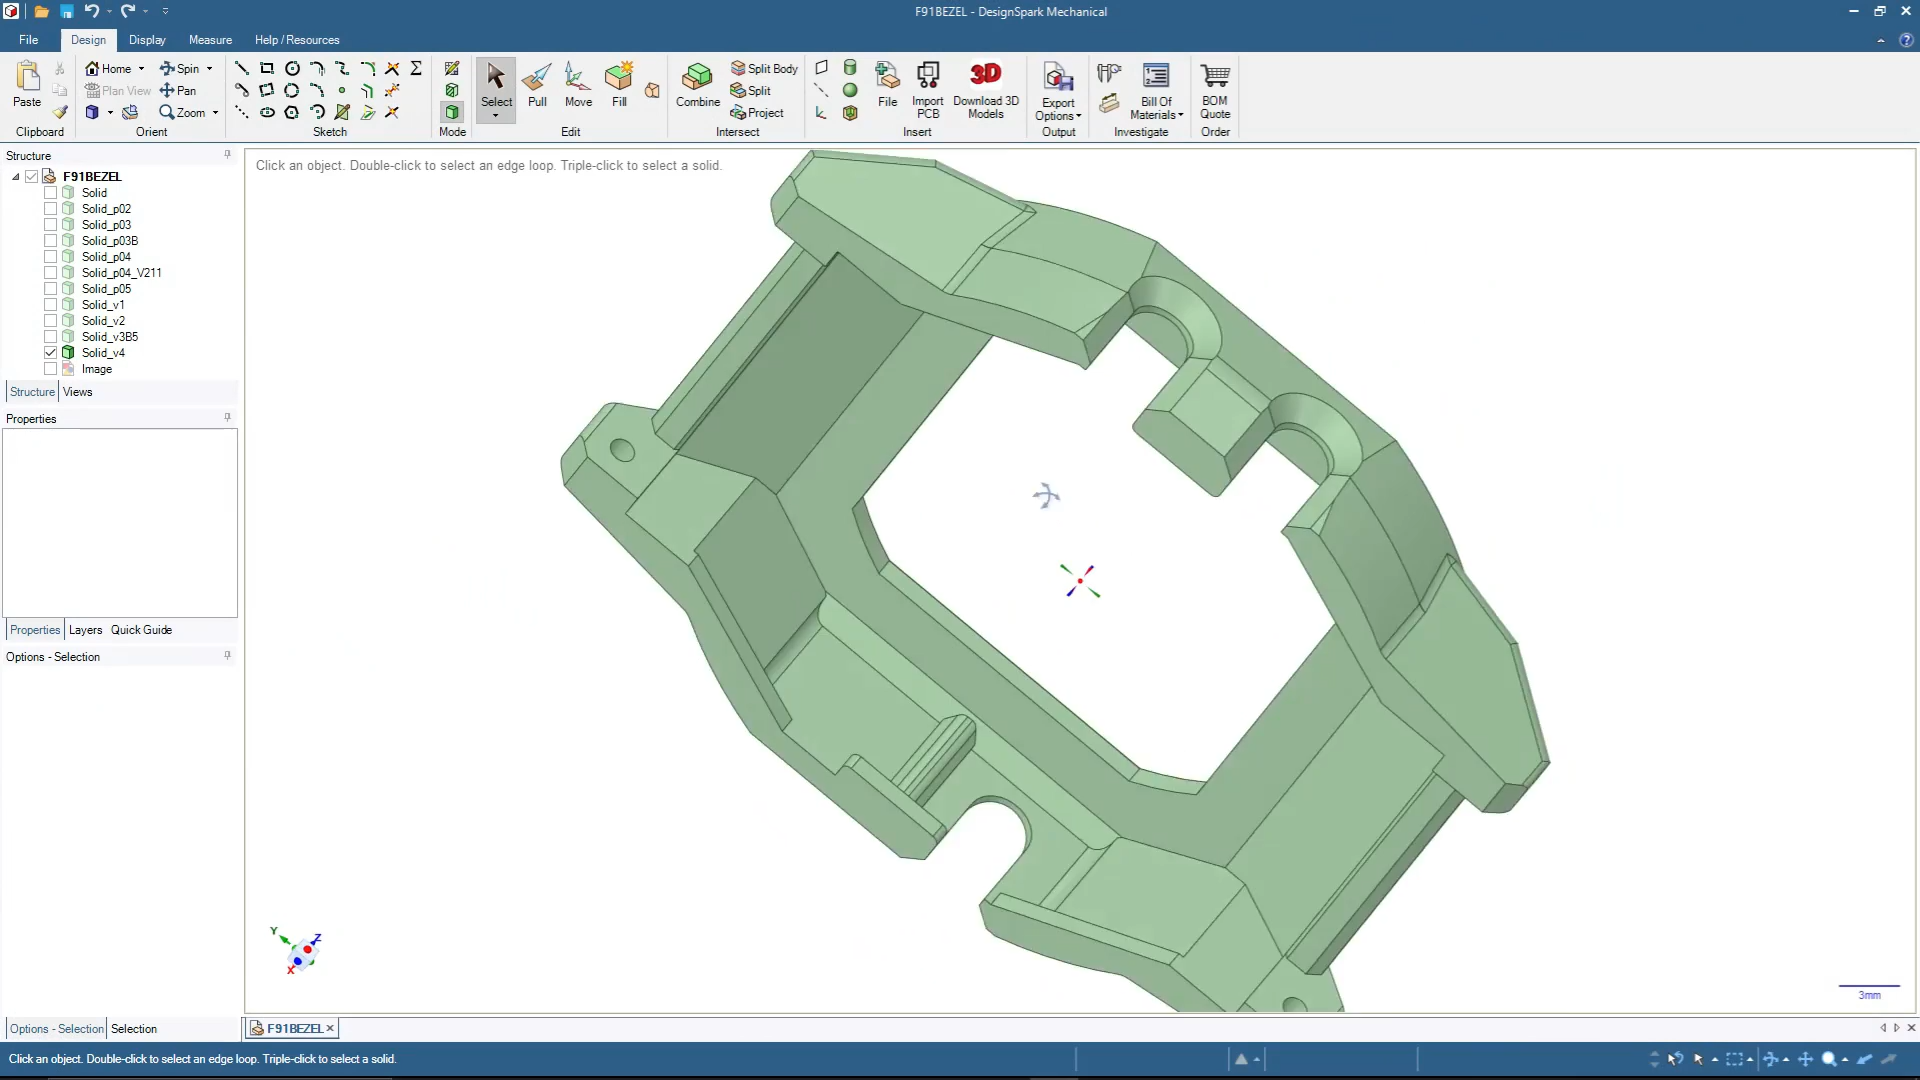 F91BEZEL - DesignSpark Mechanical
File Design Display Measure Help / Resources
Paste
Home
Plan View
Spin
Pan
Zoom
Select Pull Move Fill
Combine
Split Body
Split
Project
File
Import PCB
3D
Download 3D Models
Export Options
Bill Of Materials
BOM Quote
Clipboard Orient Sketch Mode Edit Intersect Insert Output Investigate Order
Structure
F91BEZEL
Solid
Solid_p02
Solid_p03
Solid_p03B
Solid_p04
Solid_p04_V211
Solid_p05
Solid_v1
Solid_v2
Solid_v3B5
Solid_v4
Image
Structure Views
Properties
Properties Layers Quick Guide
Options - Selection
Click an object. Double-click to select an edge loop. Triple-click to select a solid.
Y
Z
X
3mm
Options - Selection Selection
F91BEZEL
Click an object. Double-click to select an edge loop. Triple-click to select a solid.